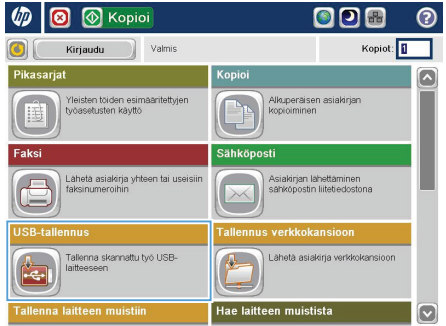 hp Kopioi
Kirjaudu Valmis Kopiot: 1
Pikasarjat
Yleisten töiden esimääritettyjen
työasetusten käyttö
Kopioi
Alkuperäisen asiakirjan
kopioiminen
Faksi
Lähetä asiakirja yhteen tai useisiin
faksinumeroihin
Sähköposti
Asiakirjan lähettäminen
sähköpostin liitetiedostona
USB-tallennus
Tallenna skannattu työ USB-
laitteeseen
Tallennus verkkokansioon
Lähetä asiakirja verkkokansioon
Tallenna laitteen muistiin
Hae laitteen muistista